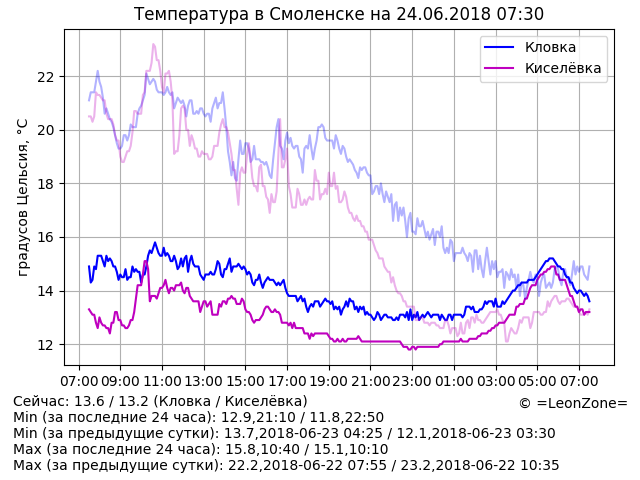 Температура в Смоленске на 24.06.2018 07:30
Кловка
Киселёвка
градусов Цельсия, °C
22
20
18
16
14
12
07:00 09:00 11:00 13:00 15:00 17:00 19:00 21:00 23:00 01:00 03:00 05:00 07:00
Сейчас: 13.6 / 13.2 (Кловка / Киселёвка)
© =LeonZone=
Min (за последние 24 часа): 12.9,21:10 / 11.8,22:50
Min (за предыдущие сутки): 13.7,2018-06-23 04:25 / 12.1,2018-06-23 03:30
Max (за последние 24 часа): 15.8,10:40 / 15.1,10:10
Max (за предыдущие сутки): 22.2,2018-06-22 07:55 / 23.2,2018-06-22 10:35